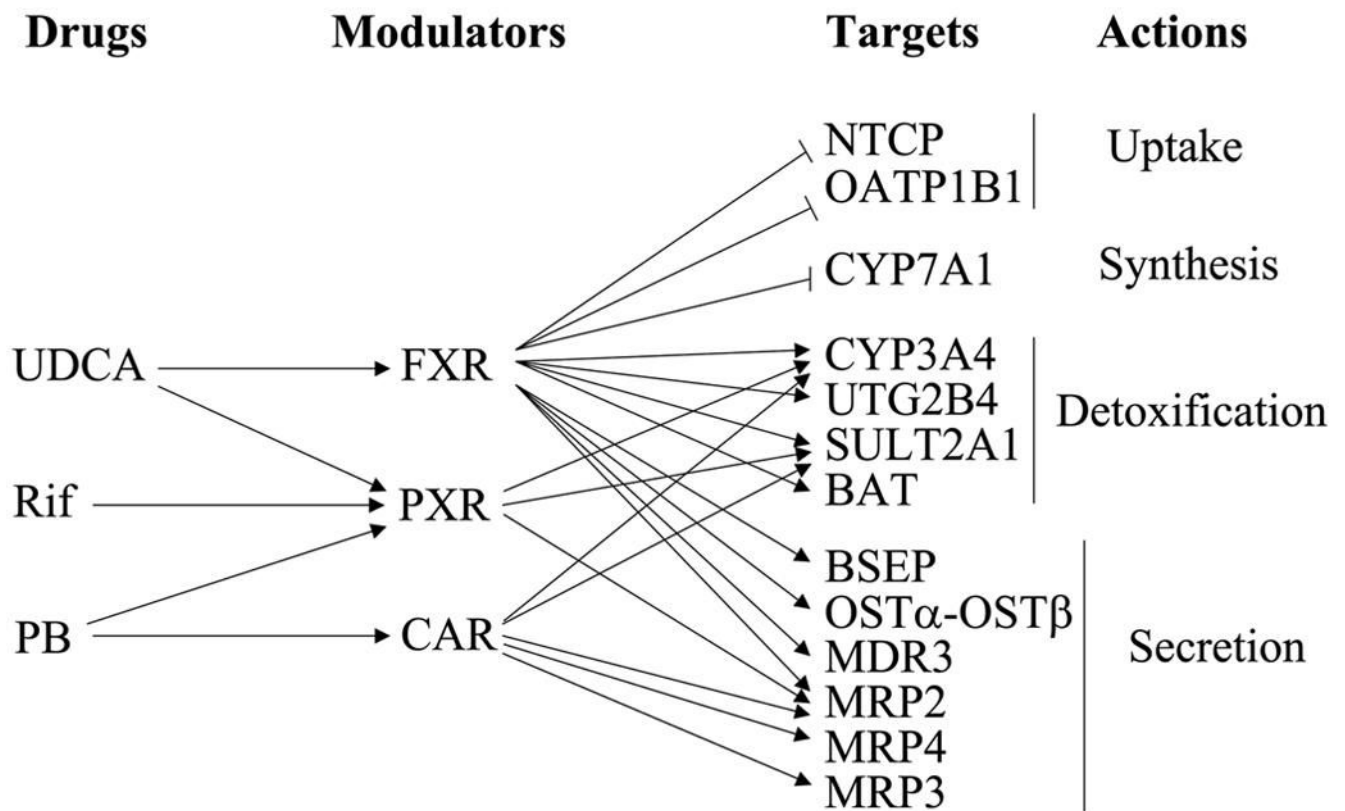 Drugs Modulators Targets Actions
NTCP
Uptake
OATP1B1
CYP7A1
Synthesis
UDCA
FXR
CYP3A4
UTG2B4
Detoxification
SULT2A1
BAT
Rif
PXR
BSEP
OSTα-OSTβ
PB
CAR
Secretion
MDR3
MRP2
MRP4
MRP3